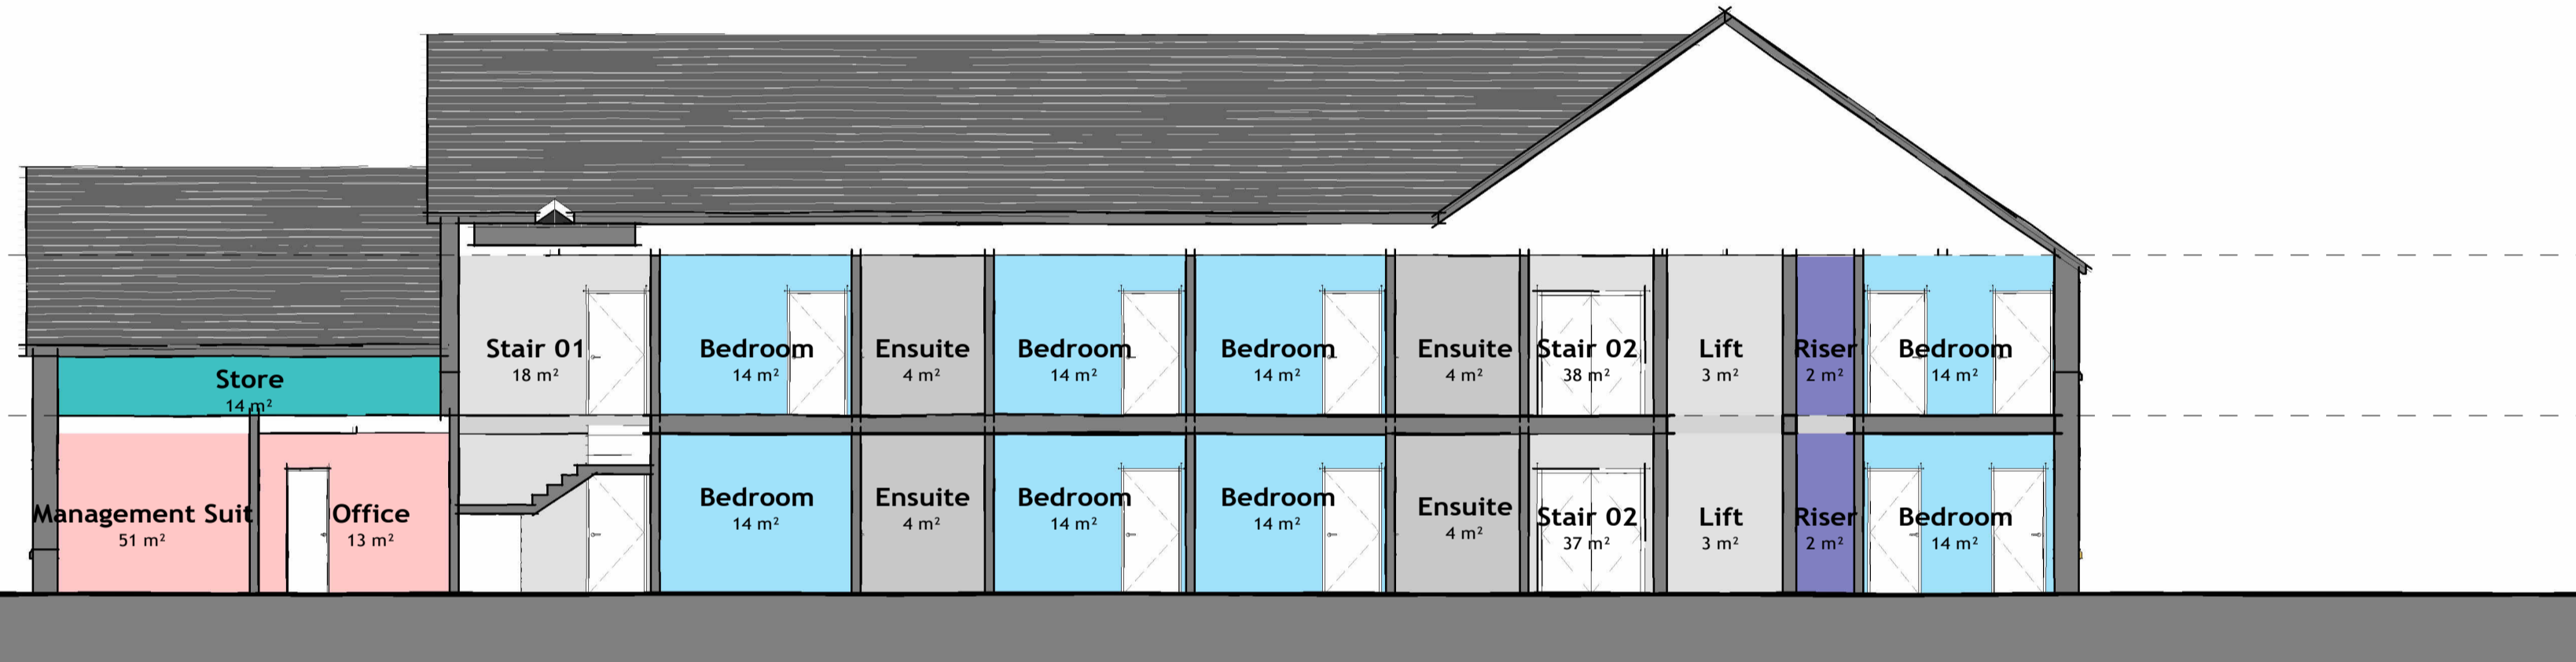 Stair 01
18 m²
Bedroom
14 m²
Ensuite
4 m²
Bedroom
14 m²
Bedroom
14 m²
Ensuite
4 m²
Stair 02
38 m²
Lift
3 m²
Riser
2 m²
Bedroom
14 m²
Store
14 m²
Management Suit
51 m²
Office
13 m²
Bedroom
14 m²
Ensuite
4 m²
Bedroom
14 m²
Bedroom
14 m²
Ensuite
4 m²
Stair 02
37 m²
Lift
3 m²
Riser
2 m²
Bedroom
14 m²